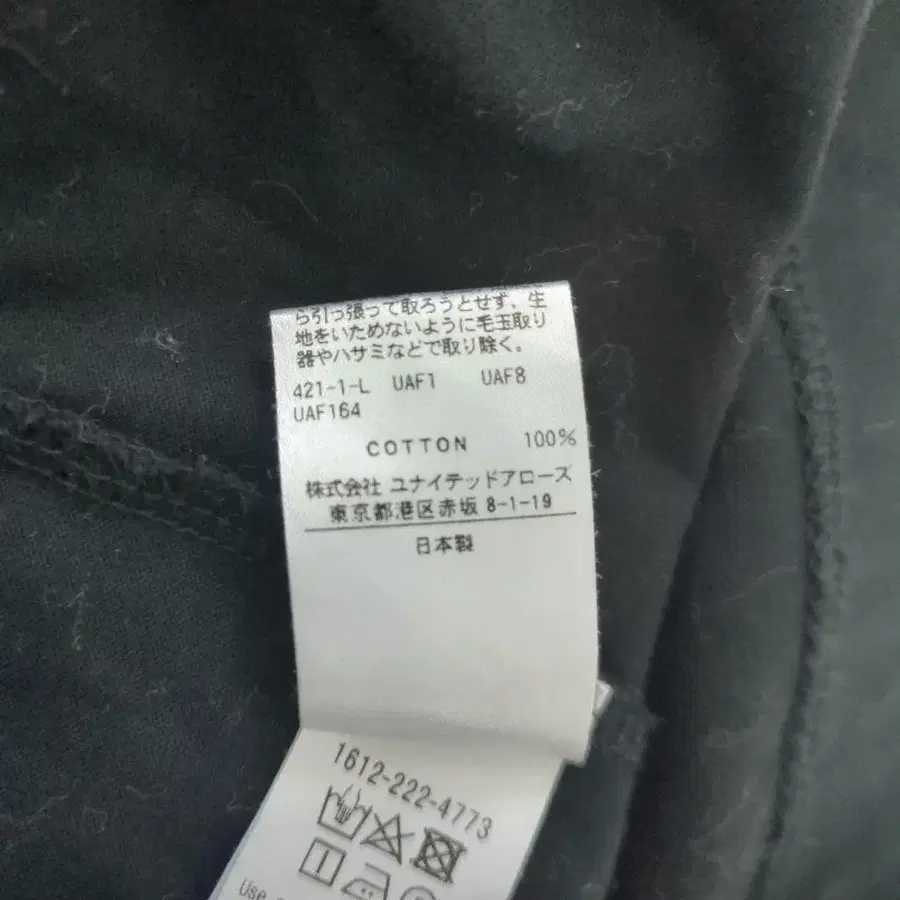 ら引っ張って取ろうとせず、生
地をいためないように毛玉取り
器やハサミなどで取り除く。
421-1-L UAF1 UAF8
UAF164
COTTON 100%
株式会社 ユナイテッドアローズ
東京都港区赤坂 8-1-19
日本製
1612-222-4773
Use